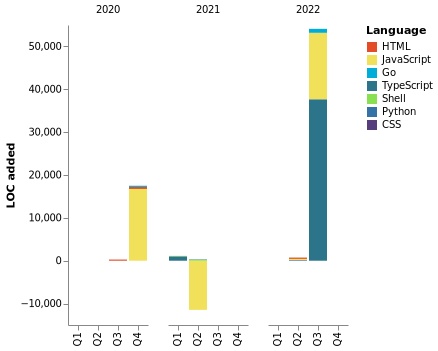 2020 2021 2022
Language
HTML
JavaScript
Go
TypeScript
Shell
Python
CSS
LOC added
50,000
40,000
30,000
20,000
10,000
0
−10,000
Q1 Q2 Q3 Q4 Q1 Q2 Q3 Q4 Q1 Q2 Q3 Q4